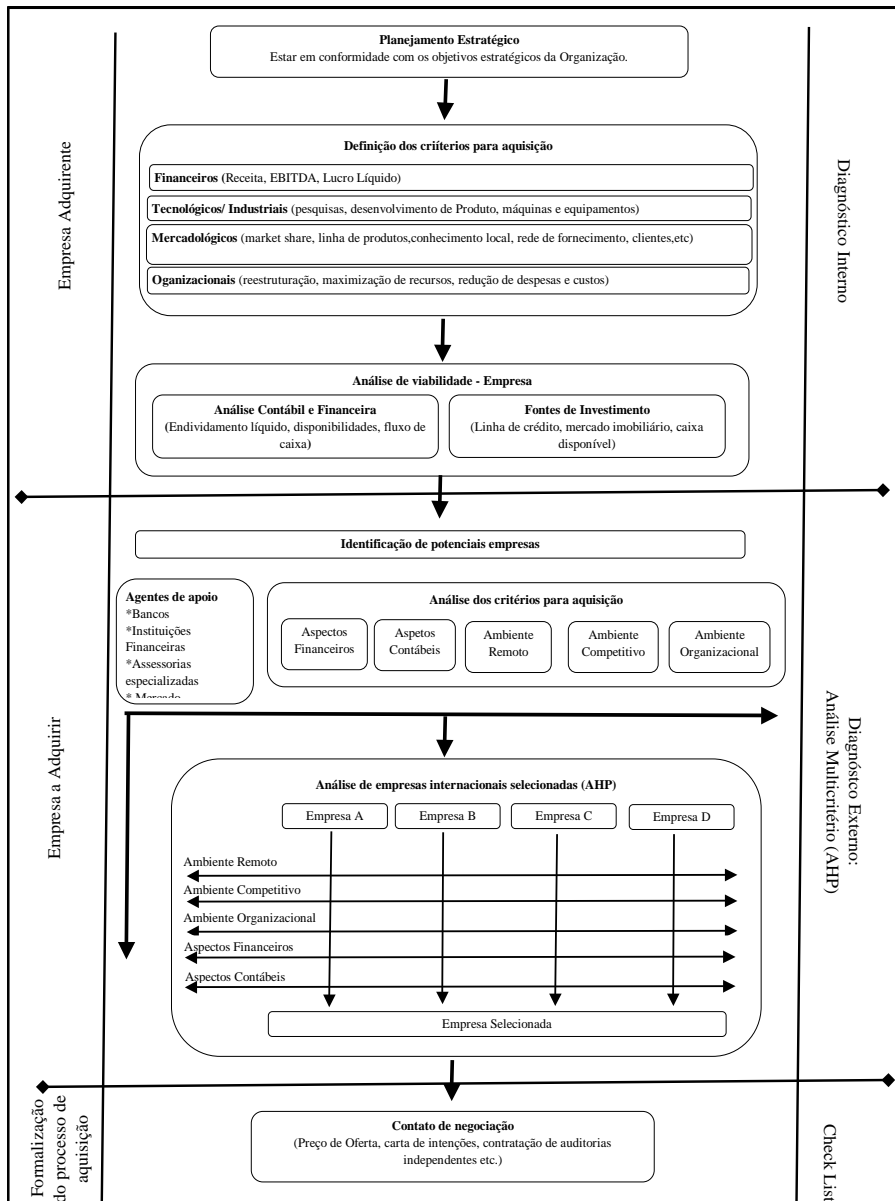 Planejamento Estratégico
Estar em conformidade com os objetivos estratégicos da Organização.
Empresa Adquirente
Diagnóstico Interno
Definição dos criíterios para aquisição
Financeiros (Receita, EBITDA, Lucro Líquido)
Tecnológicos/ Industriais (pesquisas, desenvolvimento de Produto, máquinas e equipamentos)
Mercadológicos (market share, linha de produtos,conhecimento local, rede de fornecimento, clientes,etc)
Oganizacionais (reestruturação, maximização de recursos, redução de despesas e custos)
Análise de viabilidade - Empresa
Análise Contábil e Financeira
(Endividamento líquido, disponibilidades, fluxo de
caixa)
Fontes de Investimento
(Linha de crédito, mercado imobiliário, caixa
disponível)
Identificação de potenciais empresas
Empresa a Adquirir
Diagnóstco Externo:
Análise Multicritério (AHP)
Agentes de apoio
*Bancos
*Instituições
Financeiras
*Assessorias
especializadas
* Mercado
Análise dos critérios para aquisição
Aspectos
Financeiros
Aspetos
Contábeis
Ambiente
Remoto
Ambiente
Competitivo
Ambiente
Organizacional
Análise de empresas internacionais selecionadas (AHP)
Empresa A
Empresa B
Empresa C
Empresa D
Ambiente Remoto
Ambiente Competitivo
Ambiente Organizacional
Aspectos Financeiros
Aspectos Contábeis
Empresa Selecionada
Formalização
do processo de
aquisição
Check List
Contato de negociação
(Preço de Oferta, carta de intenções, contratação de auditorias
independentes etc.)